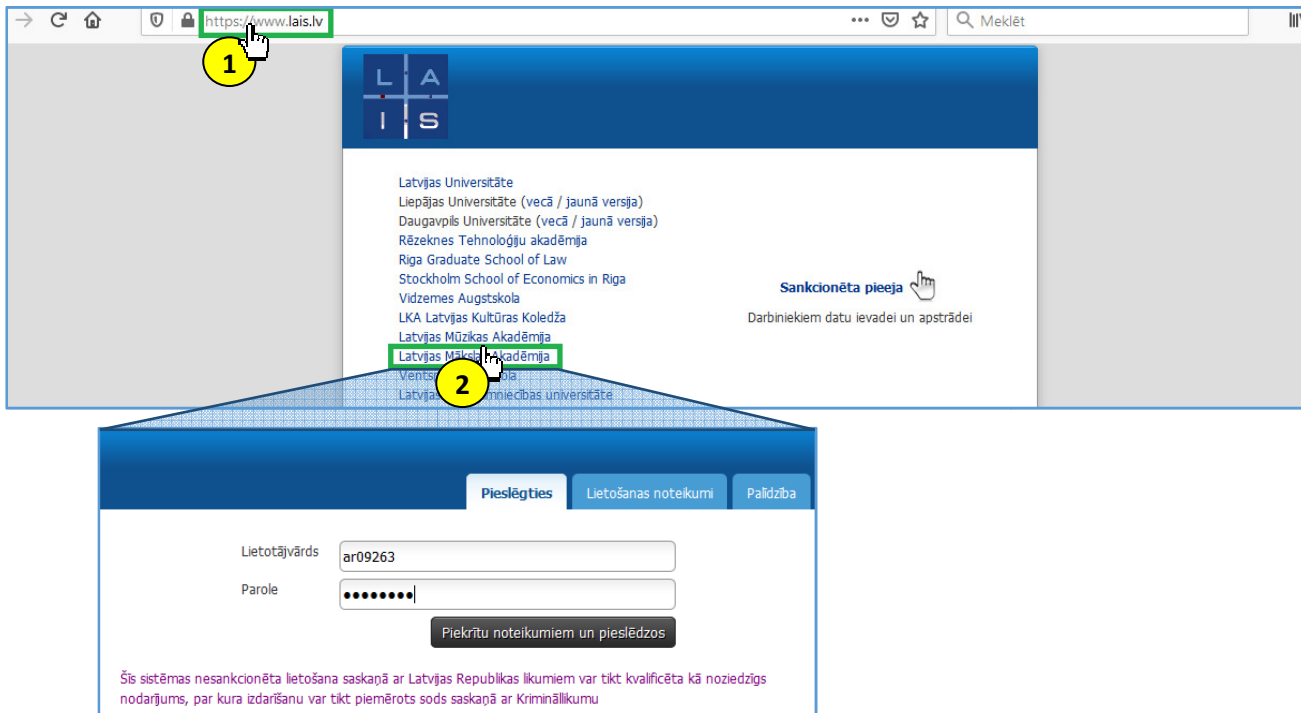 https://www.lais.lv
Meklēt
1
L A
I S
Latvijas Universitāte
Liepājas Universitāte (vecā / jaunā versija)
Daugavpils Universitāte (vecā / jaunā versija)
Rēzeknes Tehnoloģiju akadēmija
Riga Graduate School of Law
Stockholm School of Economics in Riga
Vidzemes Augstskola
LKA Latvijas Kultūras Koledža
Latvijas Mūzikas Akadēmija
Latvijas Mākslas Akadēmija
2
Latvijas universitāte
Sankcionēta pieeja
Darbiniekiem datu ievadei un apstrādei
Pieslēgties Lietošanas noteikumi Palīdzība
Lietotājvārds ar09263
Parole ••••••••
Piekrītu noteikumiem un pieslēdzos
Šīs sistēmas nesankcionēta lietošana saskaņā ar Latvijas Republikas likumiem var tikt kvalificēta kā noziedzīgs
nodarījums, par kura izdarīšanu var tikt piemērots sods saskaņā ar Krimināllikumu